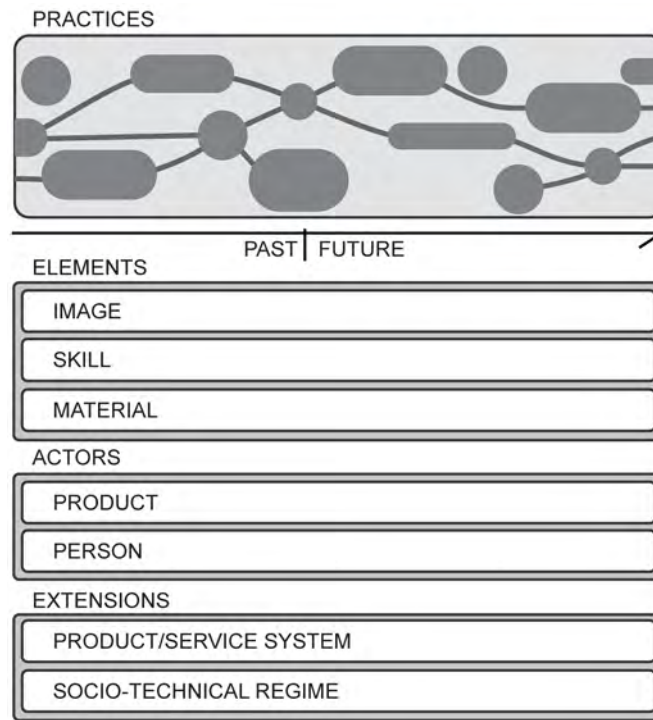 PRACTICES
PAST FUTURE
ELEMENTS
IMAGE
SKILL
MATERIAL
ACTORS
PRODUCT
PERSON
EXTENSIONS
PRODUCT/SERVICE SYSTEM
SOCIO-TECHNICAL REGIME